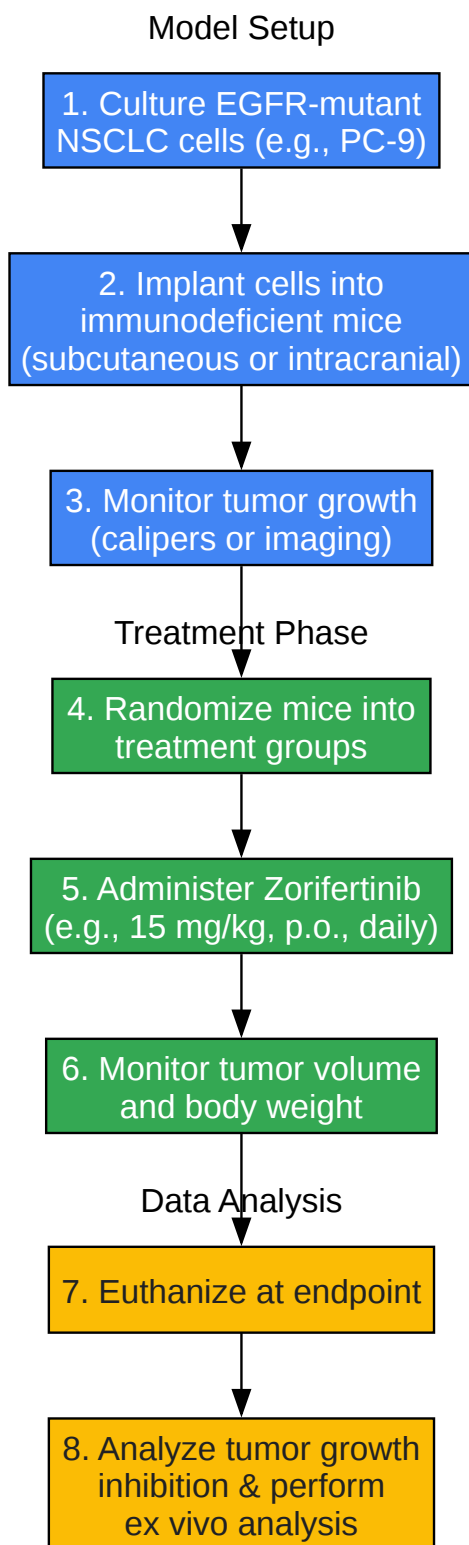 Model Setup
1. Culture EGFR-mutant
NSCLC cells (e.g., PC-9)
2. Implant cells into
immunodeficient mice
(subcutaneous or intracranial)
3. Monitor tumor growth
(calipers or imaging)
Treatment Phase
4. Randomize mice into
treatment groups
5. Administer Zorifertinib
(e.g., 15 mg/kg, p.o., daily)
6. Monitor tumor volume
and body weight
Data Analysis
7. Euthanize at endpoint
8. Analyze tumor growth
inhibition & perform
ex vivo analysis